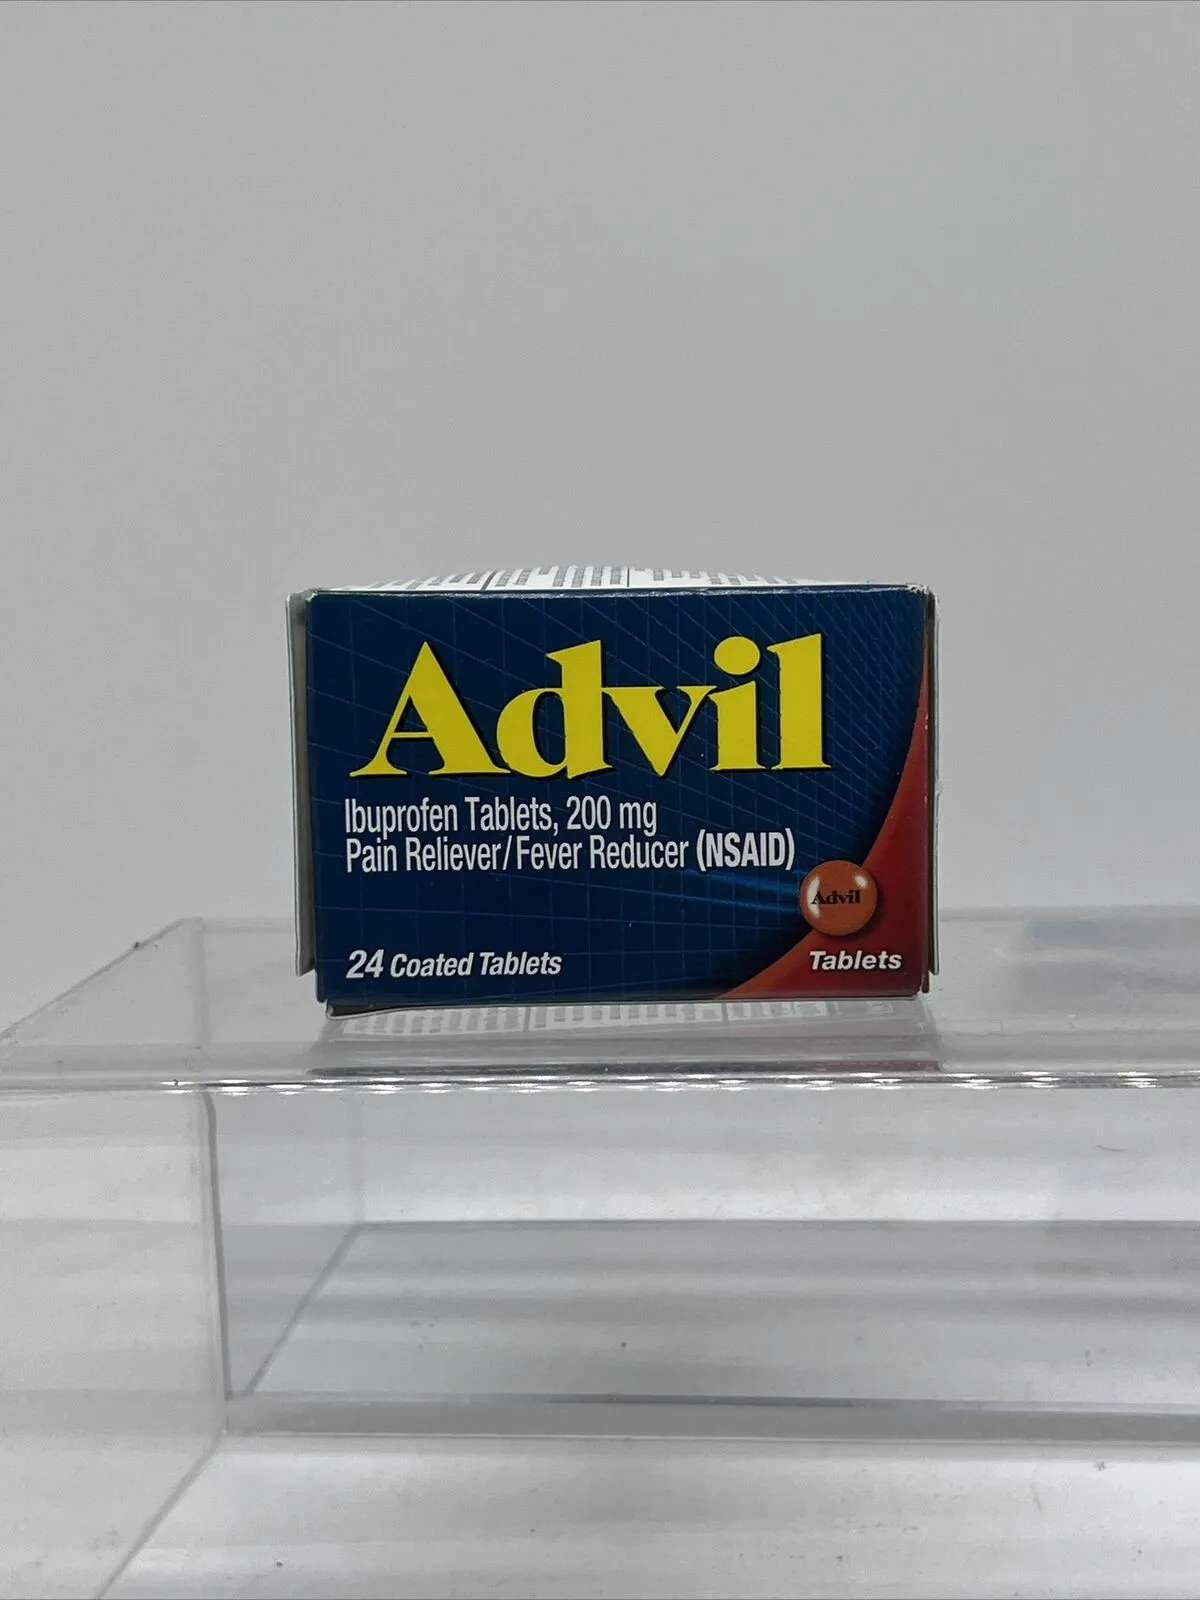 Advil
Ibuprofen Tablets, 200 mg
Pain Reliever/Fever Reducer (NSAID)
Advil
24 Coated Tablets
Tablets